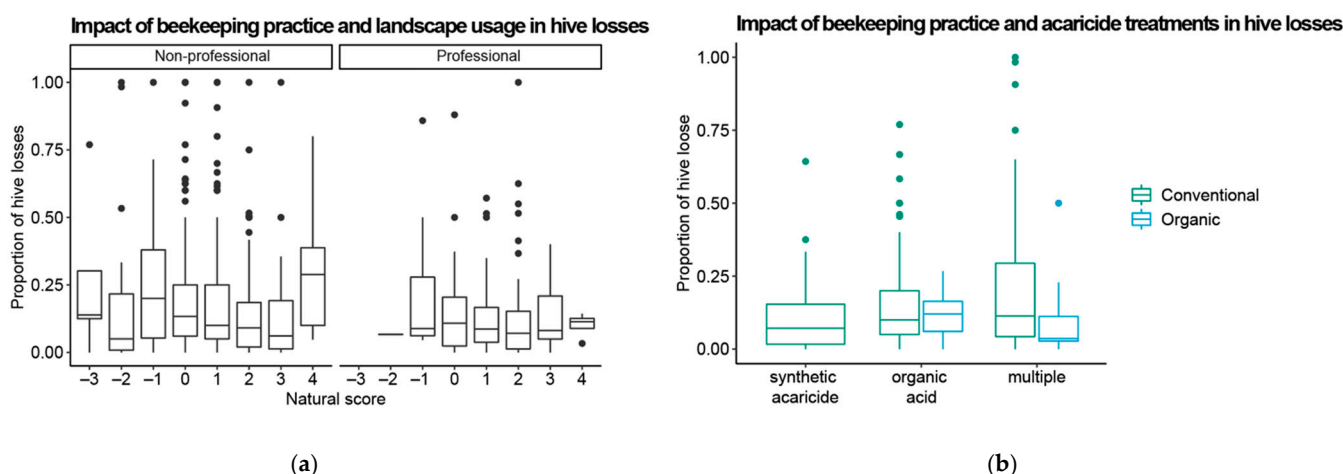 Impact of beekeeping practice and landscape usage in hive losses
Non-professional
Professional
Proportion of hive losses
1.00
0.75
0.50
0.25
0.00
−3 −2 −1 0 1 2 3 4
−3 −2 −1 0 1 2 3 4
Natural score
(a)
Impact of beekeeping practice and acaricide treatments in hive losses
Proportion of hive loose
1.00
0.75
0.50
0.25
0.00
synthetic
acaricide
organic
acid
multiple
Conventional
Organic
(b)